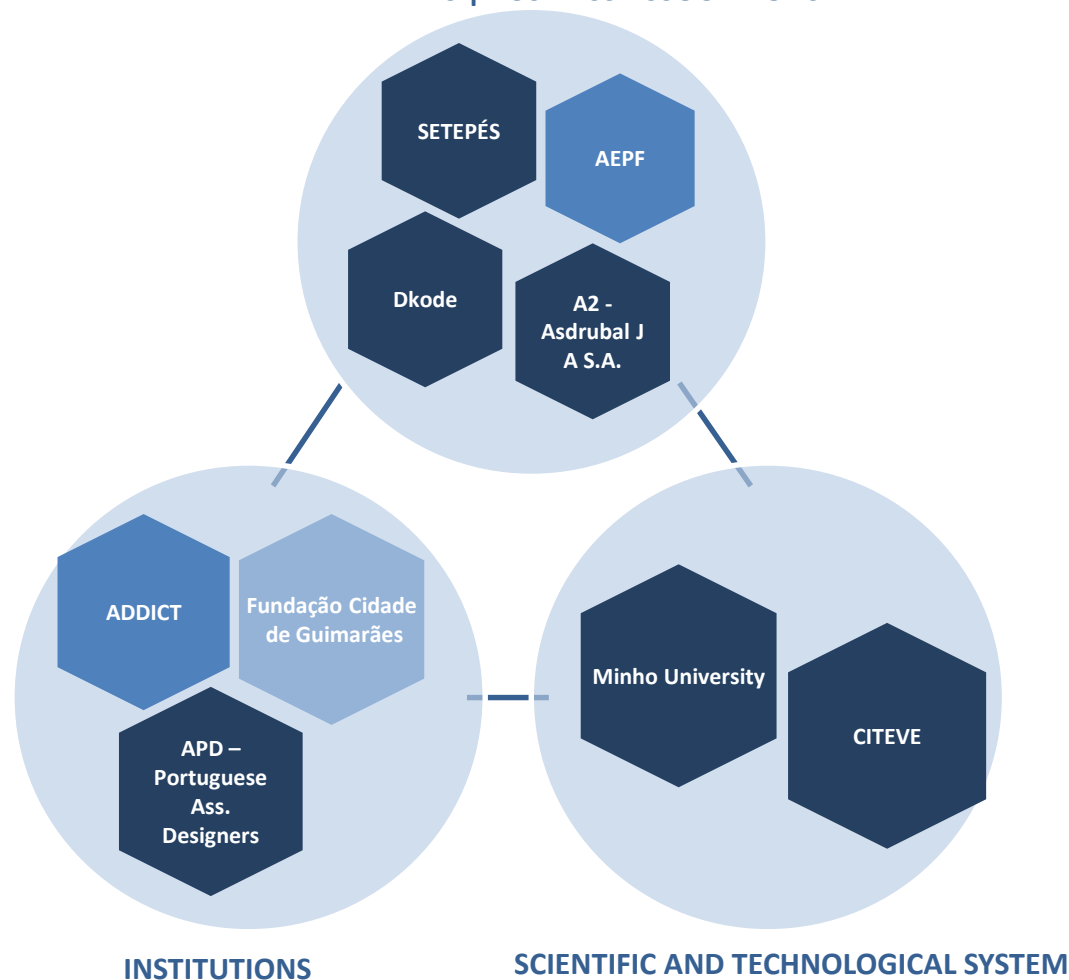 SETEPÉS
AEPF
Dkode
A2 -
Asdrubal J
A S.A.
ADDICT
Fundação Cidade
de Guimarães
APD –
Portuguese
Ass.
Designers
Minho University
CITEVE
INSTITUTIONS
SCIENTIFIC AND TECHNOLOGICAL SYSTEM